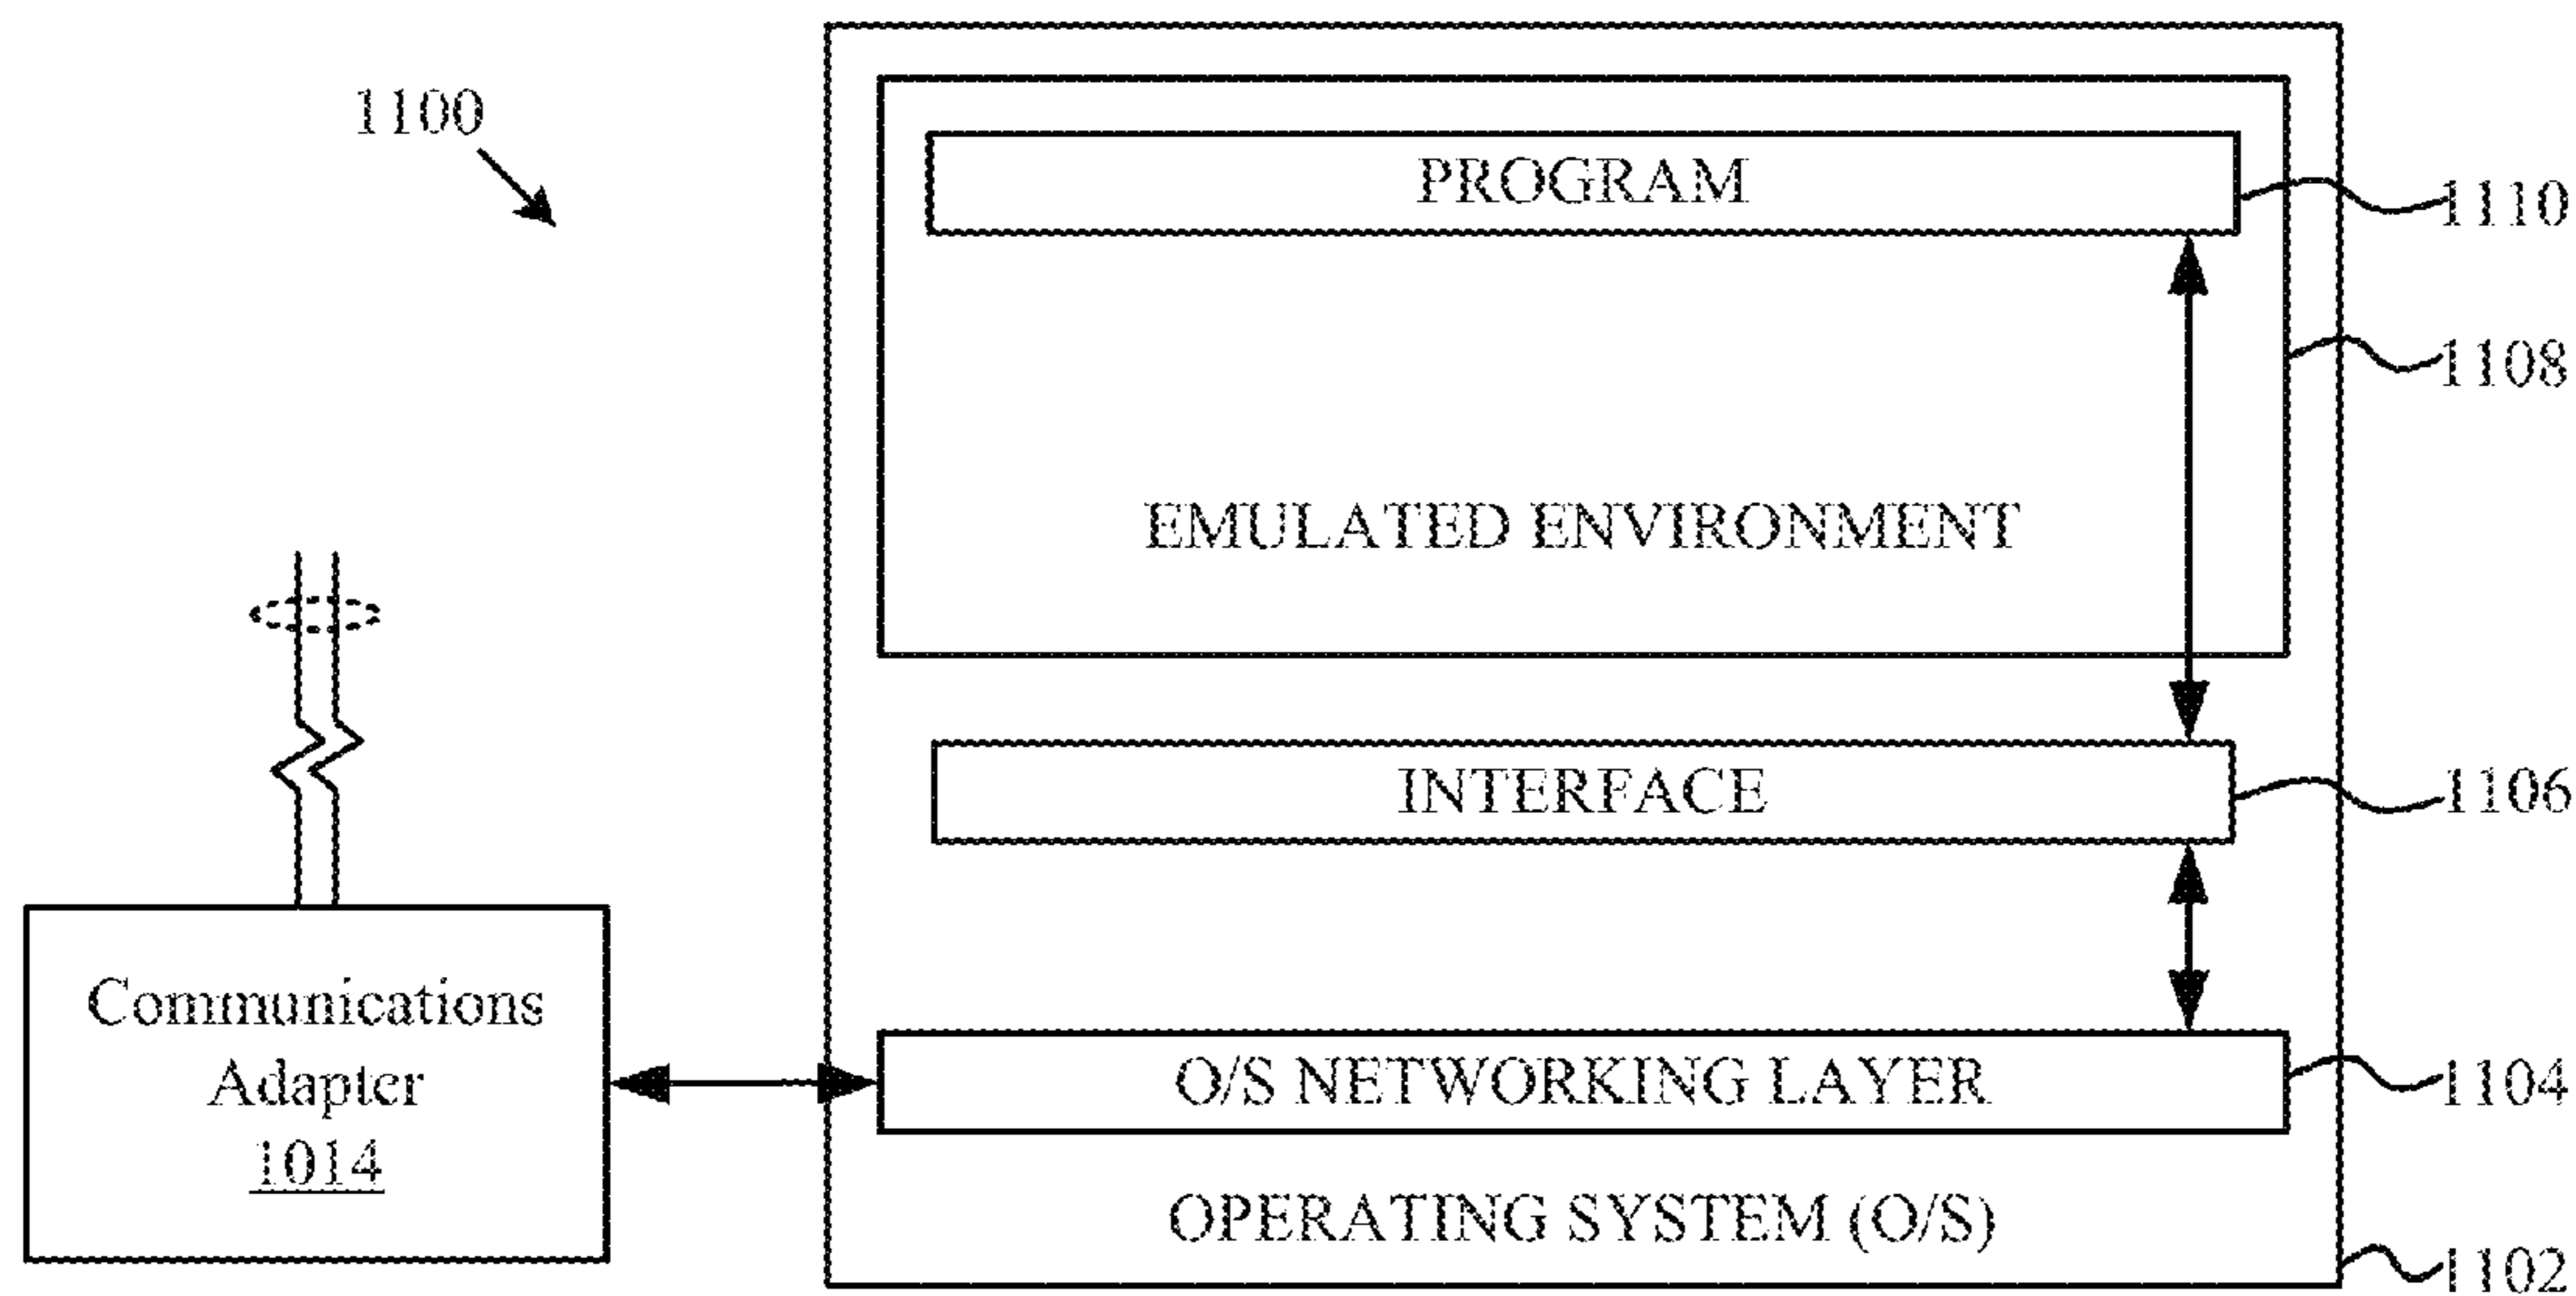 1100
PROGRAM
1110
1108
EMULATED ENVIRONMENT
INTERFACE
1106
Communications
Adapter
1014
O/S NETWORKING LAYER
1104
OPERATING SYSTEM (O/S)
1102